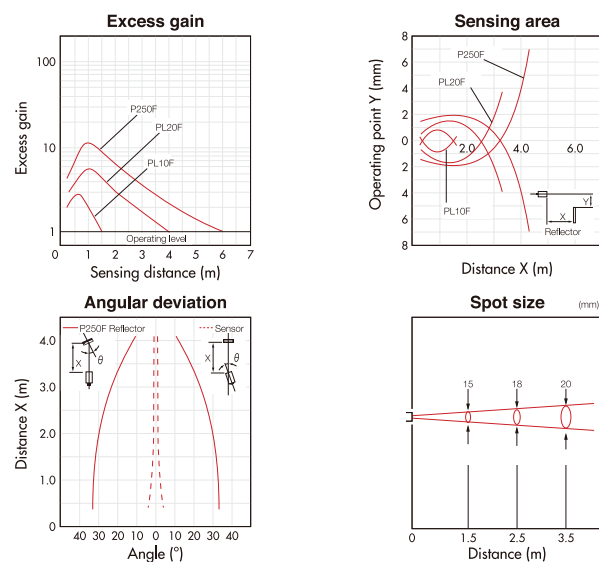 Excess gain
100
10
1
Excess gain
P250F
PL20F
PL10F
Operating level
0 1 2 3 4 5 6 7
Sensing distance (m)
Sensing area
8
6
4
2
0
2
4
6
8
Operating point Y (mm)
P250F
PL20F
PL10F
2.0 4.0 6.0
Y
X
Reflector
Distance X (m)
Angular deviation
P250F Reflector
Sensor
4.0
3.0
2.0
1.0
0
Distance X (m)
X
θ
X
θ
40 30 20 10 0 10 20 30 40
Angle (°)
Spot size
(mm)
15 18 20
0 1.5 2.5 3.5
Distance (m)